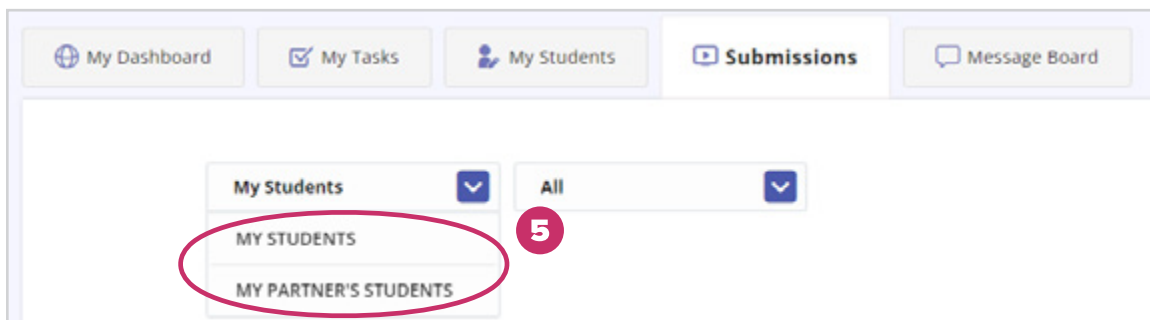 My Dashboard My Tasks My Students Submissions Message Board
My Students All
MY STUDENTS
5
MY PARTNER'S STUDENTS